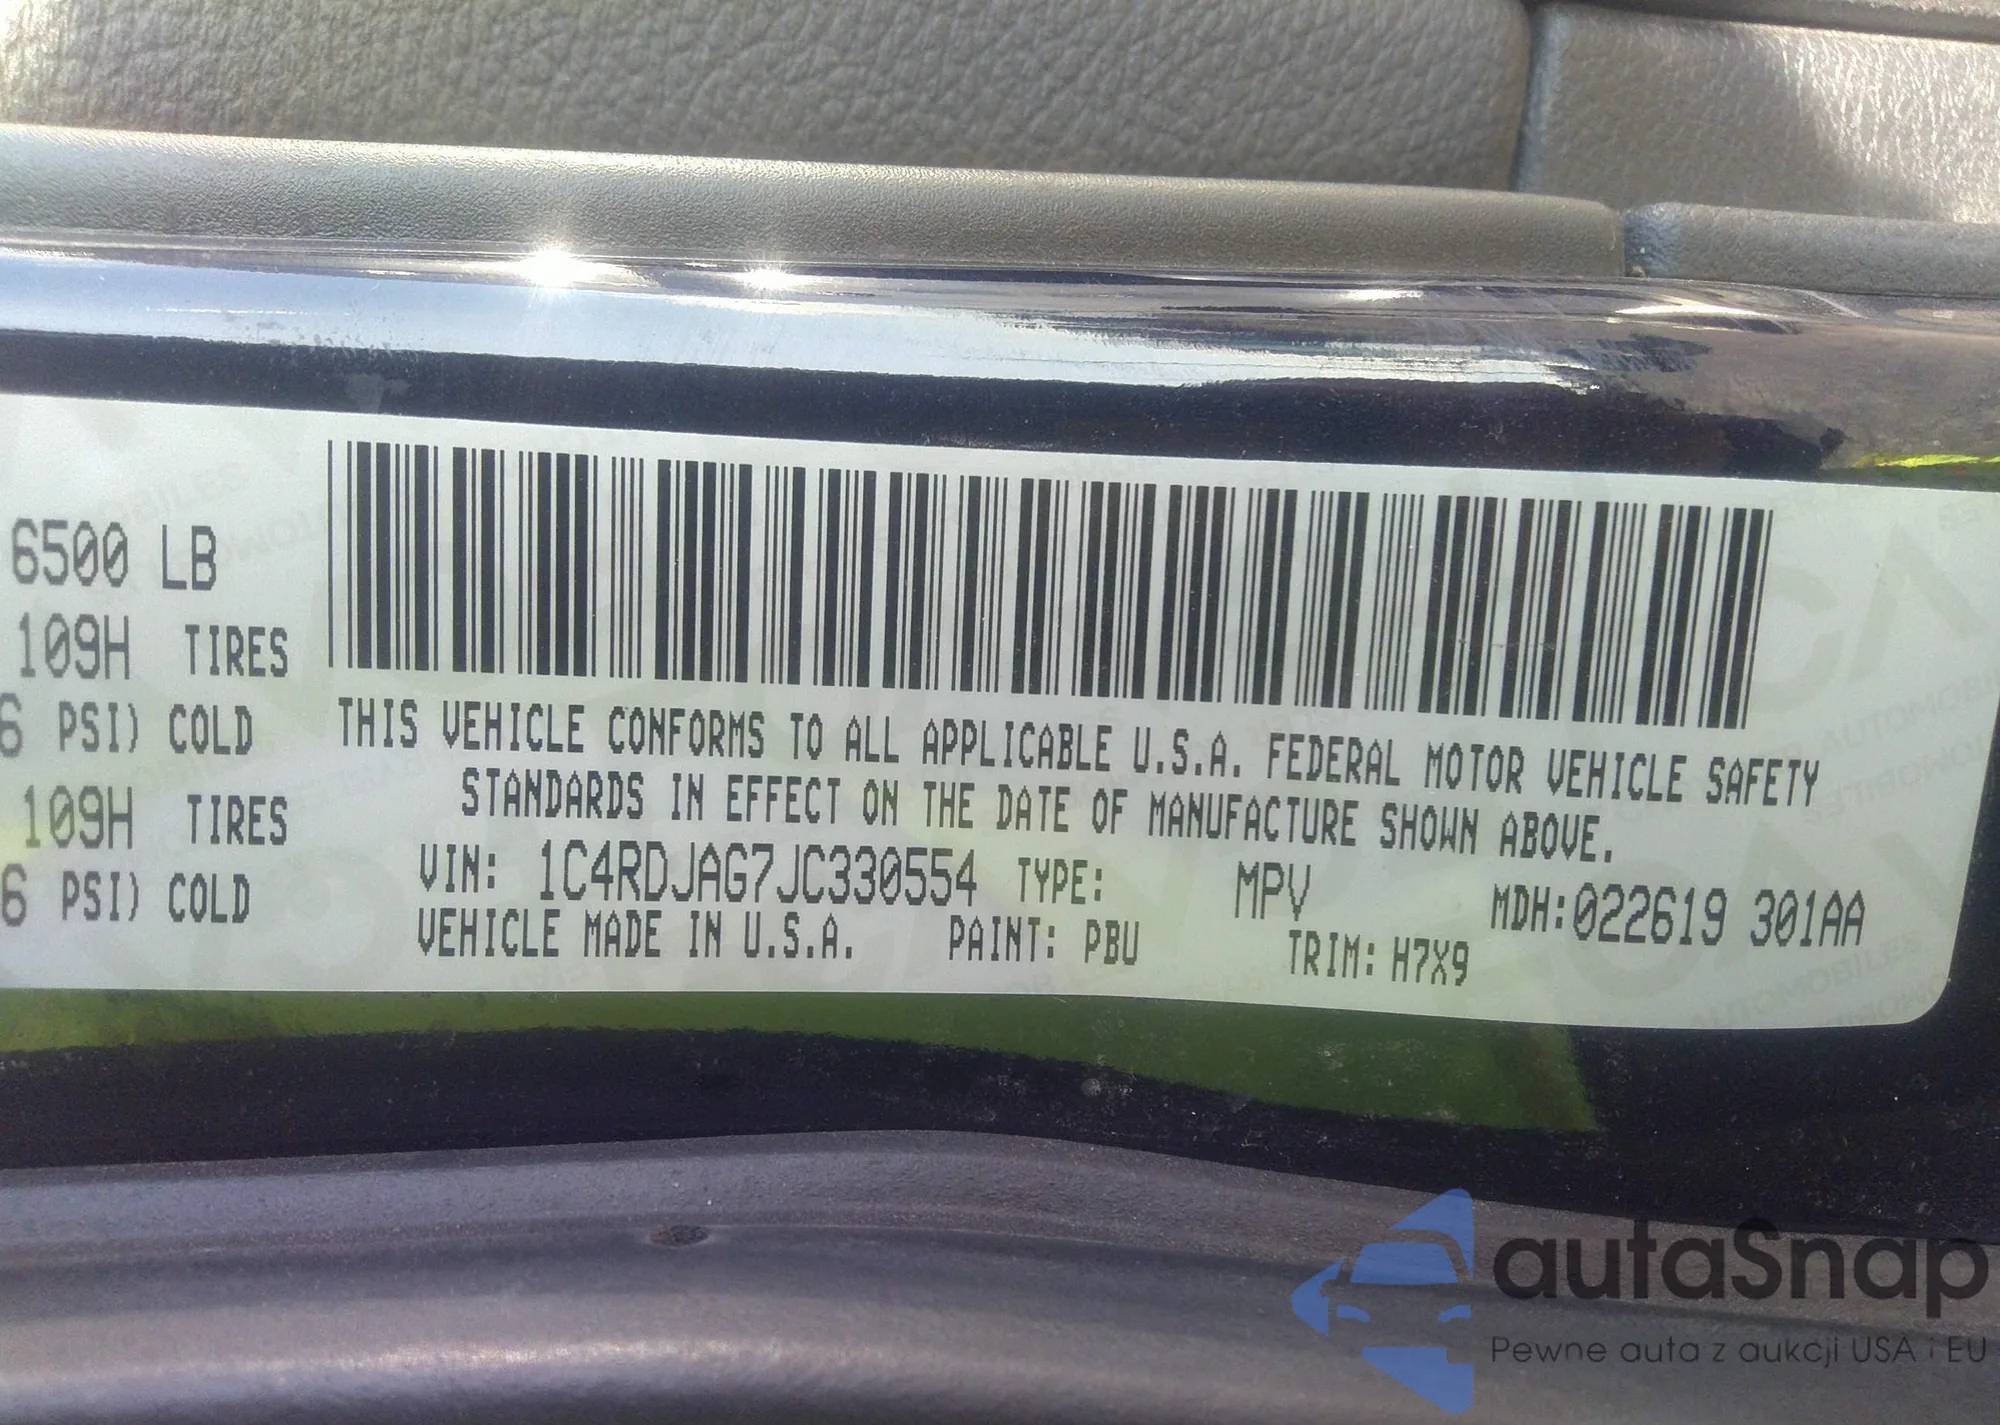 6500 LB
109H TIRES
6 PSI) COLD
109H TIRES
6 PSI) COLD
THIS VEHICLE CONFORMS TO ALL APPLICABLE U.S.A. FEDERAL MOTOR VEHICLE SAFETY
STANDARDS IN EFFECT ON THE DATE OF MANUFACTURE SHOWN ABOVE.
VIN: 1C4RDJAG7JC330554 TYPE: MPV MDH:022619 301AA
VEHICLE MADE IN U.S.A. PAINT: PBU TRIM: H7X9
autaSnap
Pewne auta z aukcji USA i EU